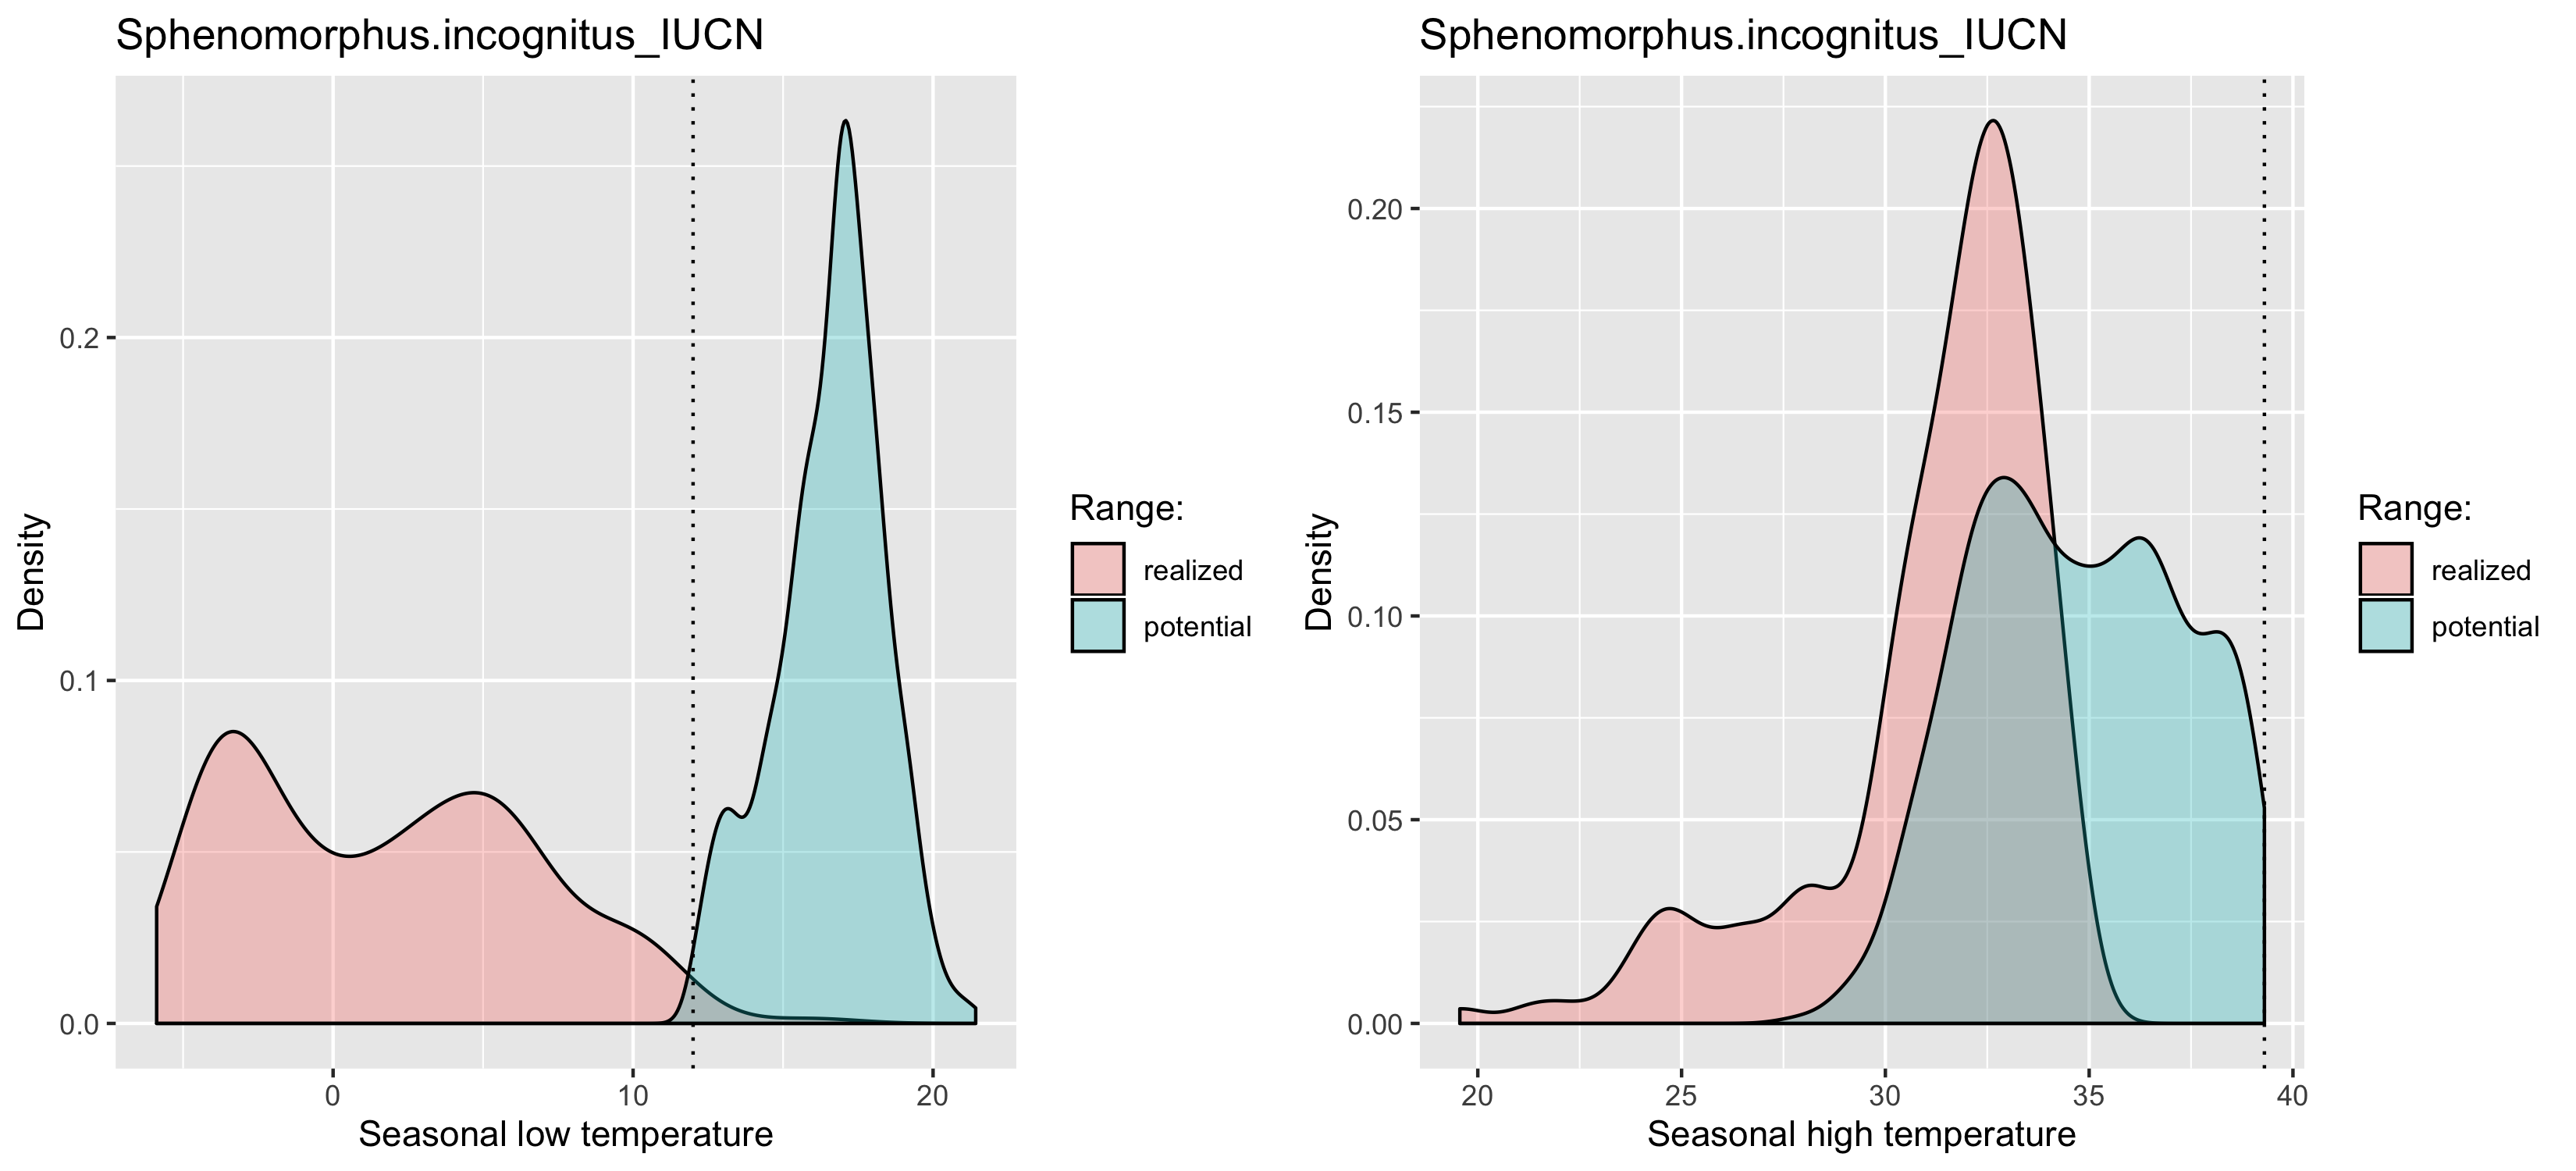 Sphenomorphus.incognitus_IUCN
Density
0.2
0.1
0.0
0
10
20
Seasonal low temperature
Range:
realized
potential
Sphenomorphus.incognitus_IUCN
Density
0.20
0.15
0.10
0.05
0.00
20
25
30
35
40
Seasonal high temperature
Range:
realized
potential